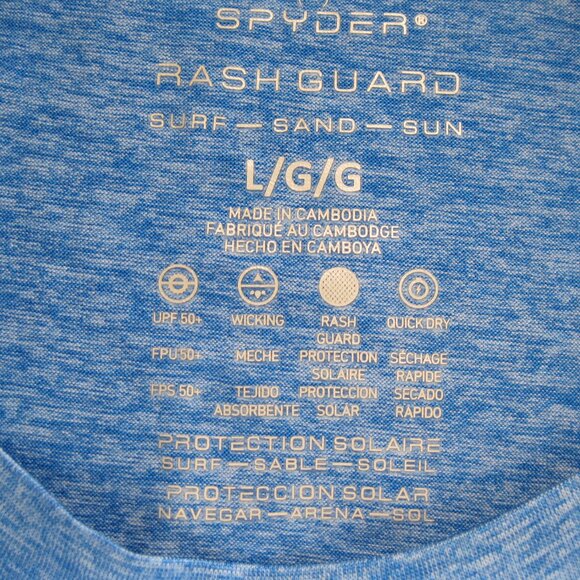 SPYDER®
RASH GUARD
SURF — SAND — SUN
L/G/G
MADE IN CAMBODIA
FABRIQUÉ AU CAMBODGE
HECHO EN CAMBOYA
UPF 50+ WICKING RASH GUARD QUICK DRY
FPU 50+ MECHE PROTECTION SOLAIRE SÉCHAGE RAPIDE
FPS 50+ TEJIDO ABSORBENTE PROTECCION SOLAR SECADO RÁPIDO
PROTECTION SOLAIRE
SURF — SABLE — SOLEIL
PROTECCION SOLAR
NAVEGAR — ARENA — SOL